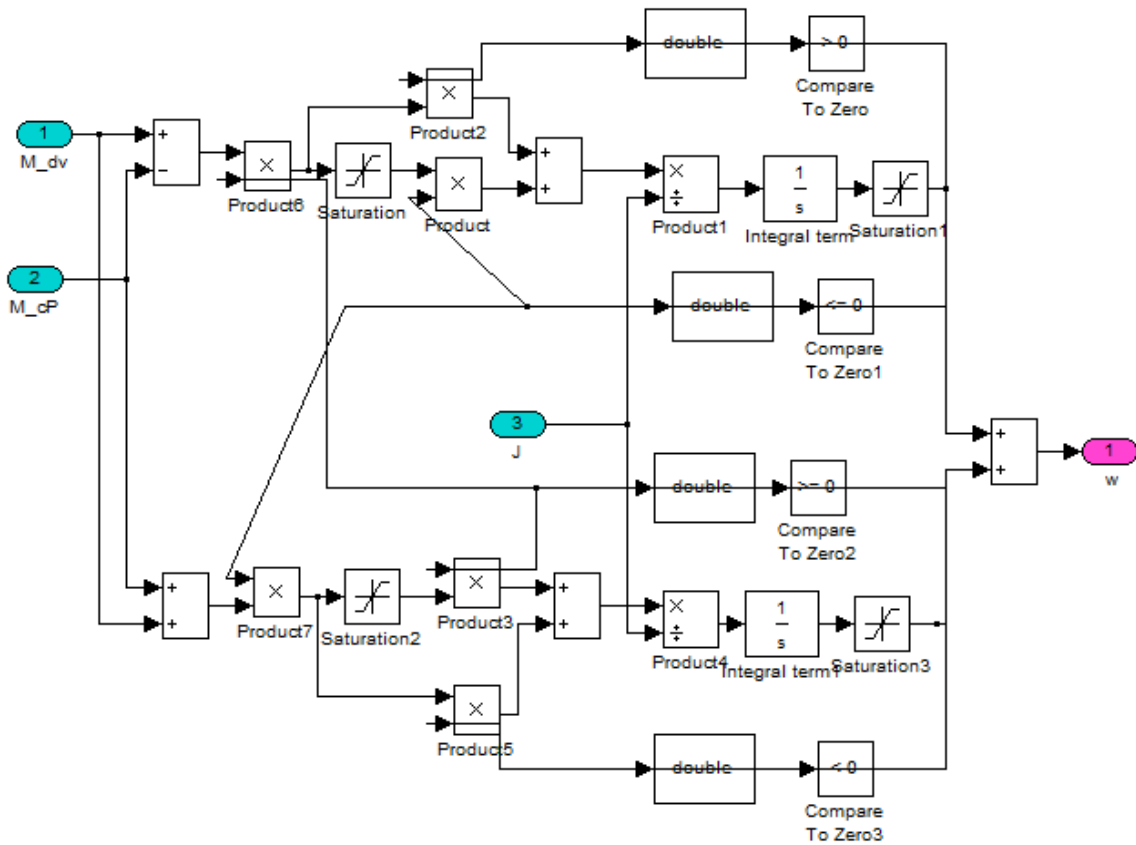 double
> 0
Compare
To Zero
1
M_dv
+
−
×
Product6
×
Product2
Saturation
×
Product
+
+
×
÷
Product1
1
s
Integral term
Saturation1
2
M_cP
double
<= 0
Compare
To Zero1
3
J
+
+
1
w
double
>= 0
Compare
To Zero2
+
+
×
Product7
Saturation2
×
Product3
+
+
×
÷
Product4
1
s
Integral term1
Saturation3
×
Product5
double
< 0
Compare
To Zero3